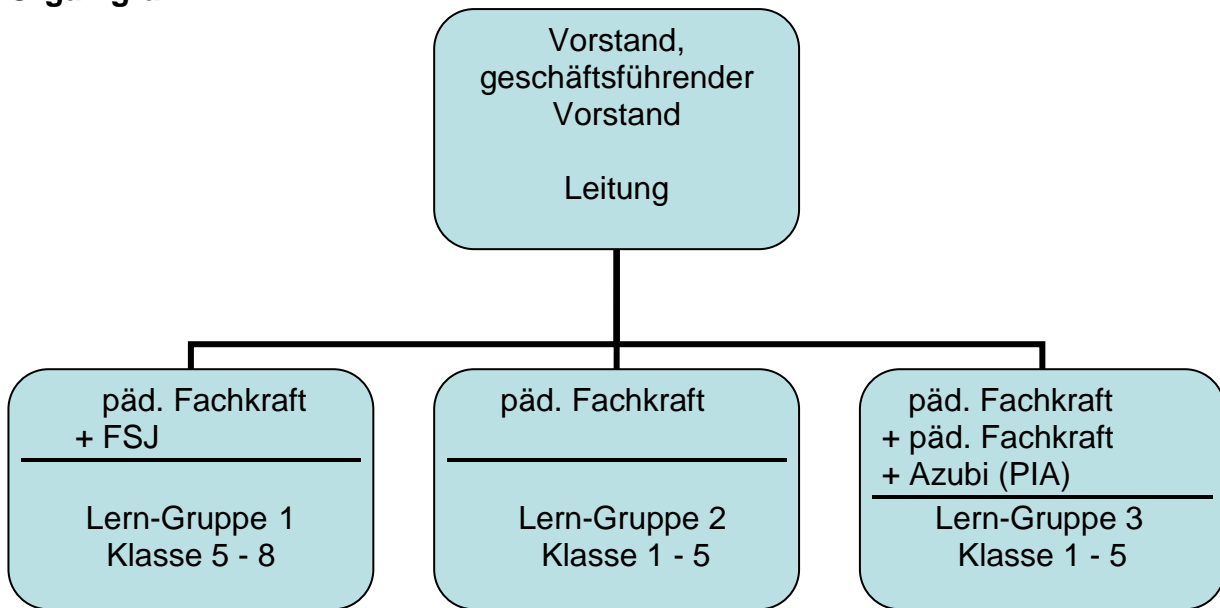 Vorstand,
geschäftsführender
Vorstand
Leitung
päd. Fachkraft
+ FSJ
Lern-Gruppe 1
Klasse 5 - 8
päd. Fachkraft
Lern-Gruppe 2
Klasse 1 - 5
päd. Fachkraft
+ päd. Fachkraft
+ Azubi (PIA)
Lern-Gruppe 3
Klasse 1 - 5